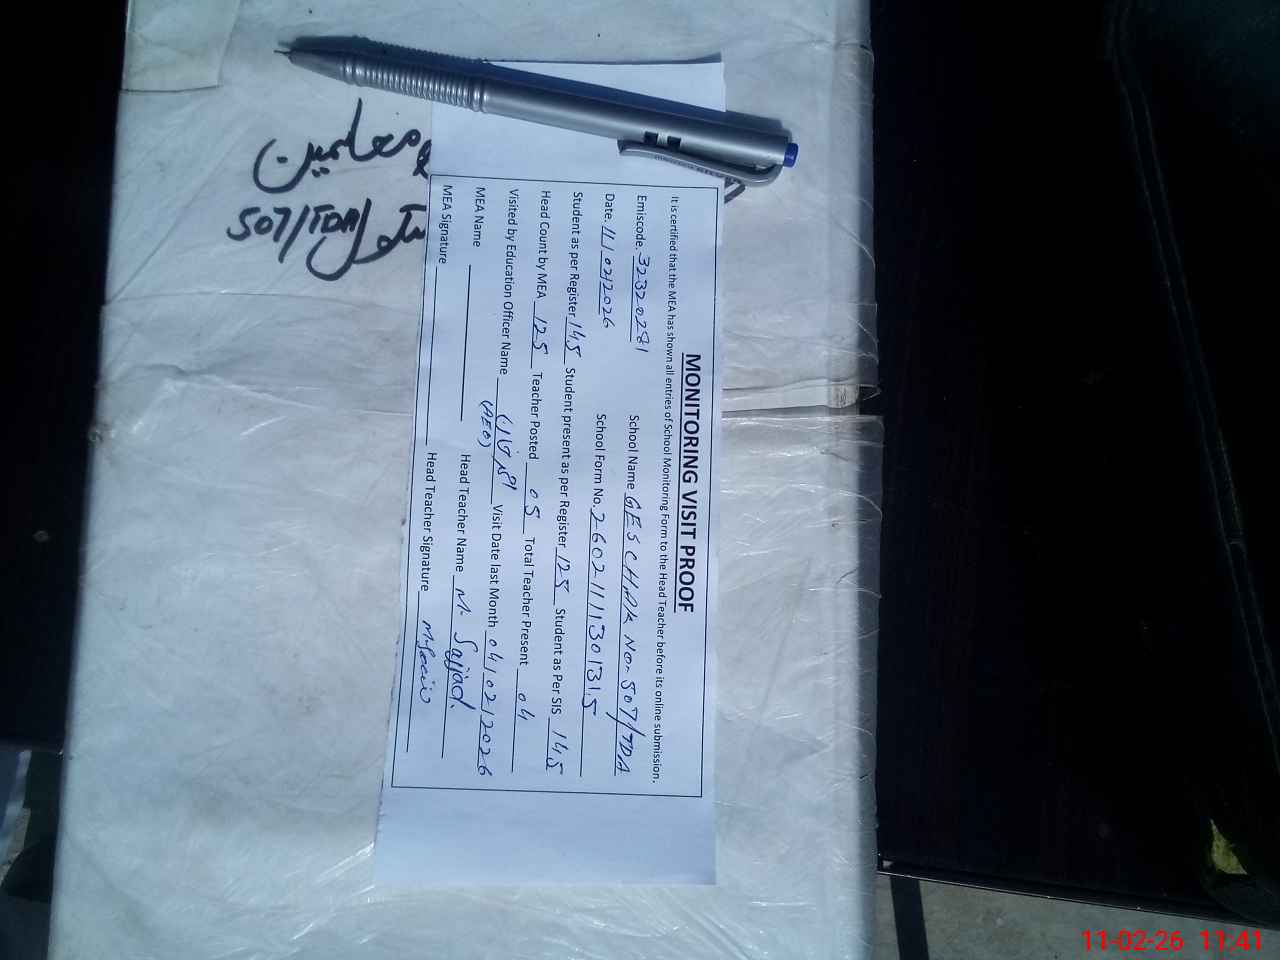 معائنہ
507/TDA
MONITORING VISIT PROOF
It is certified that the MEA has shown all entries of School Monitoring Form to the Head Teacher before its online submission.
Emiscode. 32320281 School Name GES CHAK No. 507/TDA
Date. 11/02/2026 School Form No. 26021111301315
Student as per Register 145 Student present as per Register 125 Student as Per SIS 145
Head Count by MEA 125 Teacher Posted 05 Total Teacher Present 04
Visited by Education Officer Name (AEO) Visit Date last Month 04/02/2026
MEA Name Head Teacher Name M. Sajjad.
MEA Signature Head Teacher Signature
11-02-26 11:41